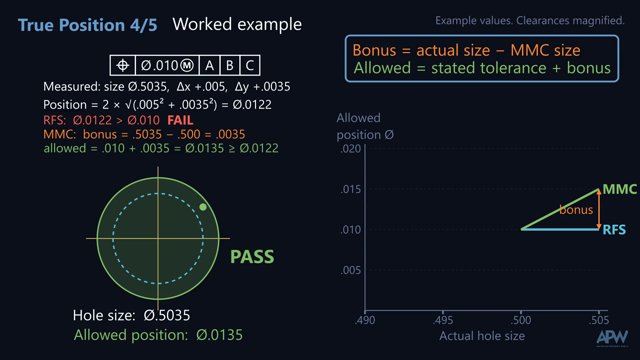 True Position 4/5 Worked example
Example values. Clearances magnified.
⌖ Ø.010Ⓜ A B C
Measured: size Ø.5035, Δx +.005, Δy +.0035
Position = 2 × √(.005² + .0035²) = Ø.0122
RFS: Ø.0122 > Ø.010 FAIL
MMC: bonus = .5035 − .500 = .0035
allowed = .010 + .0035 = Ø.0135 ≥ Ø.0122
PASS
Hole size: Ø.5035
Allowed position: Ø.0135
Bonus = actual size − MMC size
Allowed = stated tolerance + bonus
Allowed
position Ø
.020
.015
.010
.005
MMC
bonus
RFS
.490 .495 .500 .505
Actual hole size
APW